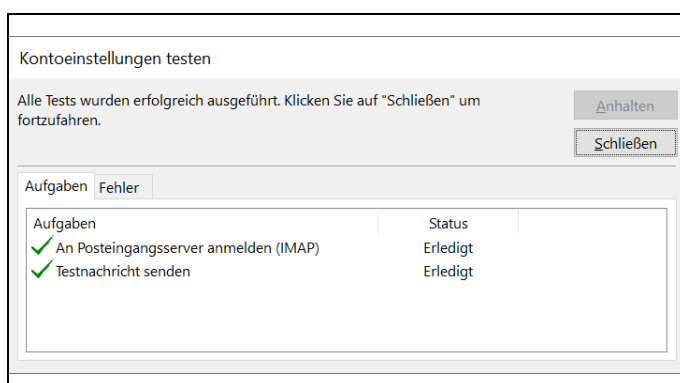 Kontoeinstellungen testen
Alle Tests wurden erfolgreich ausgeführt. Klicken Sie auf "Schließen" um
fortzufahren.
Anhalten
Schließen
Aufgaben Fehler
Aufgaben Status
An Posteingangsserver anmelden (IMAP) Erledigt
Testnachricht senden Erledigt